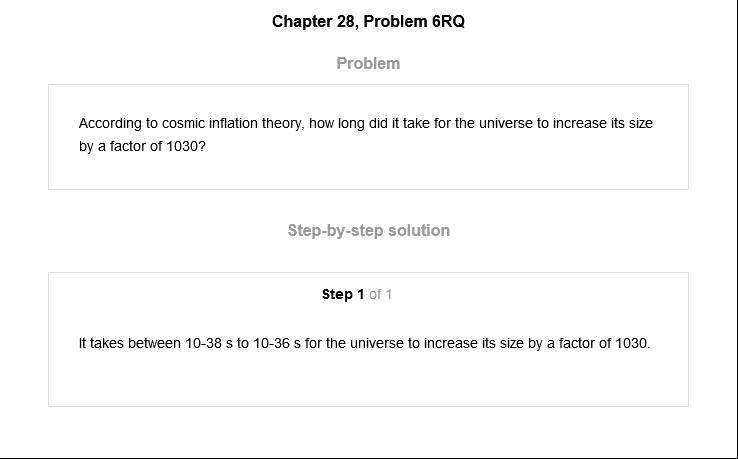 Chapter 28, Problem 6RQ
Problem
According to cosmic inflation theory, how long did it take for the universe to increase its size
by a factor of 1030?
Step-by-step solution
Step 1 of 1
It takes between 10-38 s to 10-36 s for the universe to increase its size by a factor of 1030.